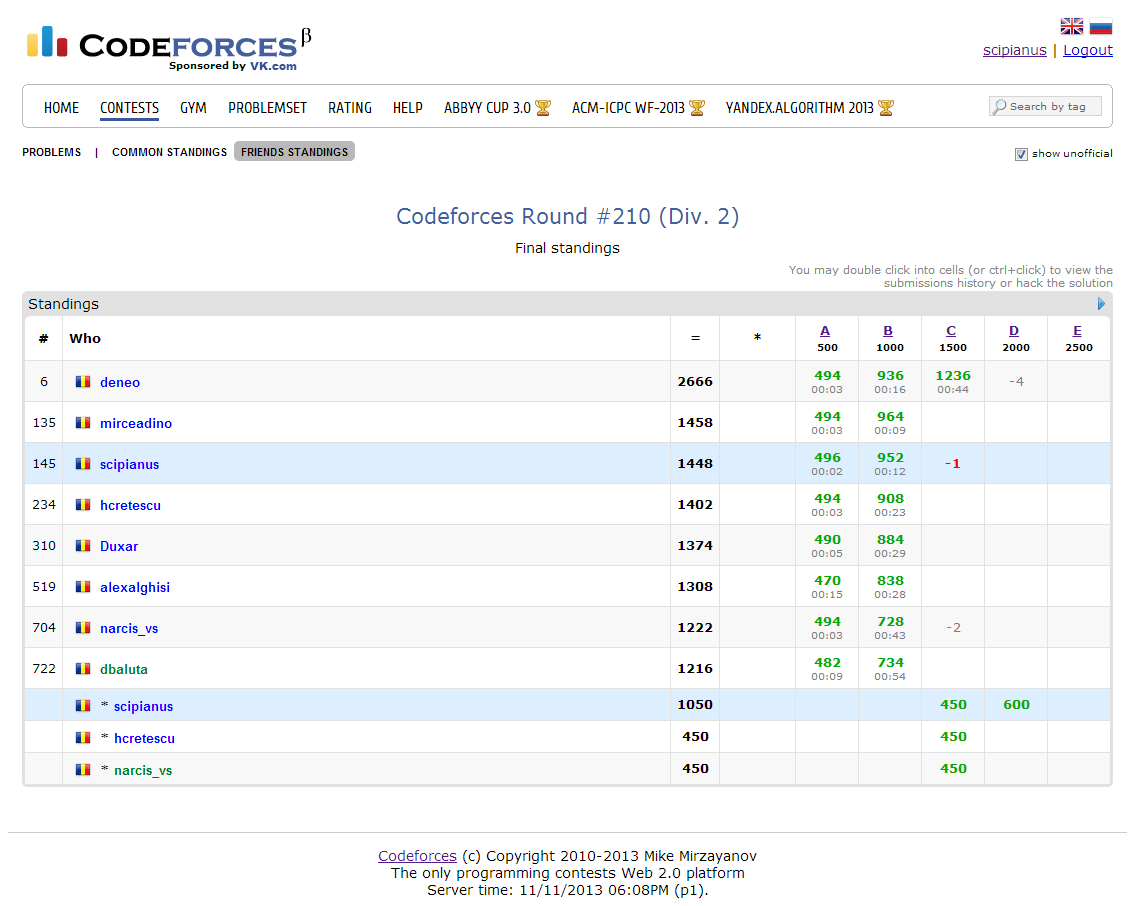 CODEFORCES β
Sponsored by VK.com
scipianus | Logout
HOME CONTESTS GYM PROBLEMSET RATING HELP ABBYY CUP 3.0 ACM-ICPC WF-2013 YANDEX.ALGORITHM 2013 Search by tag
PROBLEMS | COMMON STANDINGS FRIENDS STANDINGS show unofficial
Codeforces Round #210 (Div. 2)
Final standings
You may double click into cells (or ctrl+click) to view the
submissions history or hack the solution
Standings
# Who = * A B C D E
500 1000 1500 2000 2500
6 deneo 2666 494 936 1236 -4
00:03 00:16 00:44
135 mirceadino 1458 494 964
00:03 00:09
145 scipianus 1448 496 952 -1
00:02 00:12
234 hcretescu 1402 494 908
00:03 00:23
310 Duxar 1374 490 884
00:05 00:29
519 alexalghisi 1308 470 838
00:15 00:28
704 narcis_vs 1222 494 728 -2
00:03 00:43
722 dbaluta 1216 482 734
00:09 00:54
* scipianus 1050 450 600
* hcretescu 450 450
* narcis_vs 450 450
Codeforces (c) Copyright 2010-2013 Mike Mirzayanov
The only programming contests Web 2.0 platform
Server time: 11/11/2013 06:08PM (p1).